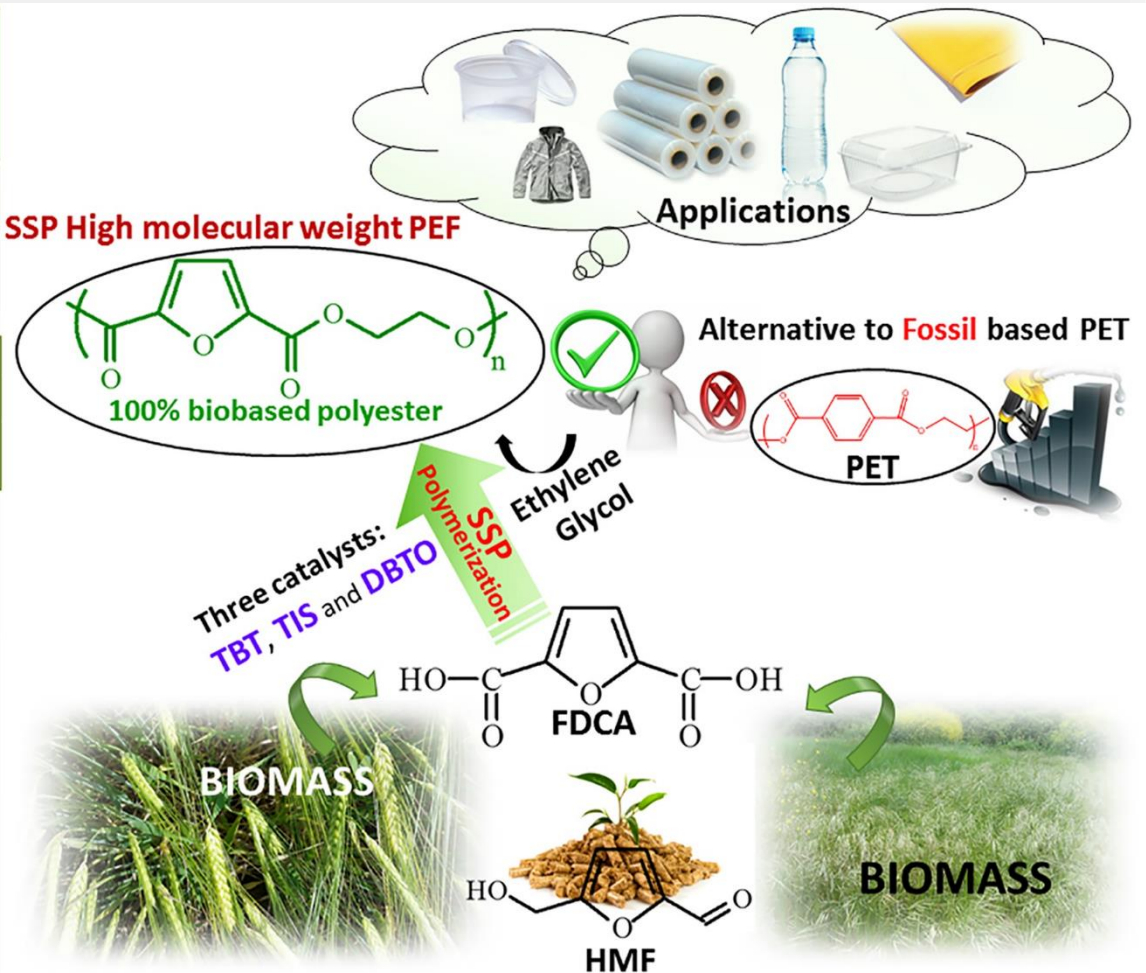 Applications
SSP High molecular weight PEF
O
O
O
O
O
n
100% biobased polyester
Alternative to Fossil based PET
O
O
O
O
n
PET
Ethylene
Glycol
SSP
Polymerization
Three catalysts:
TBT, TIS and DBTO
HO
C
O
O
C
OH
O
FDCA
BIOMASS
BIOMASS
HO
O
O
HMF